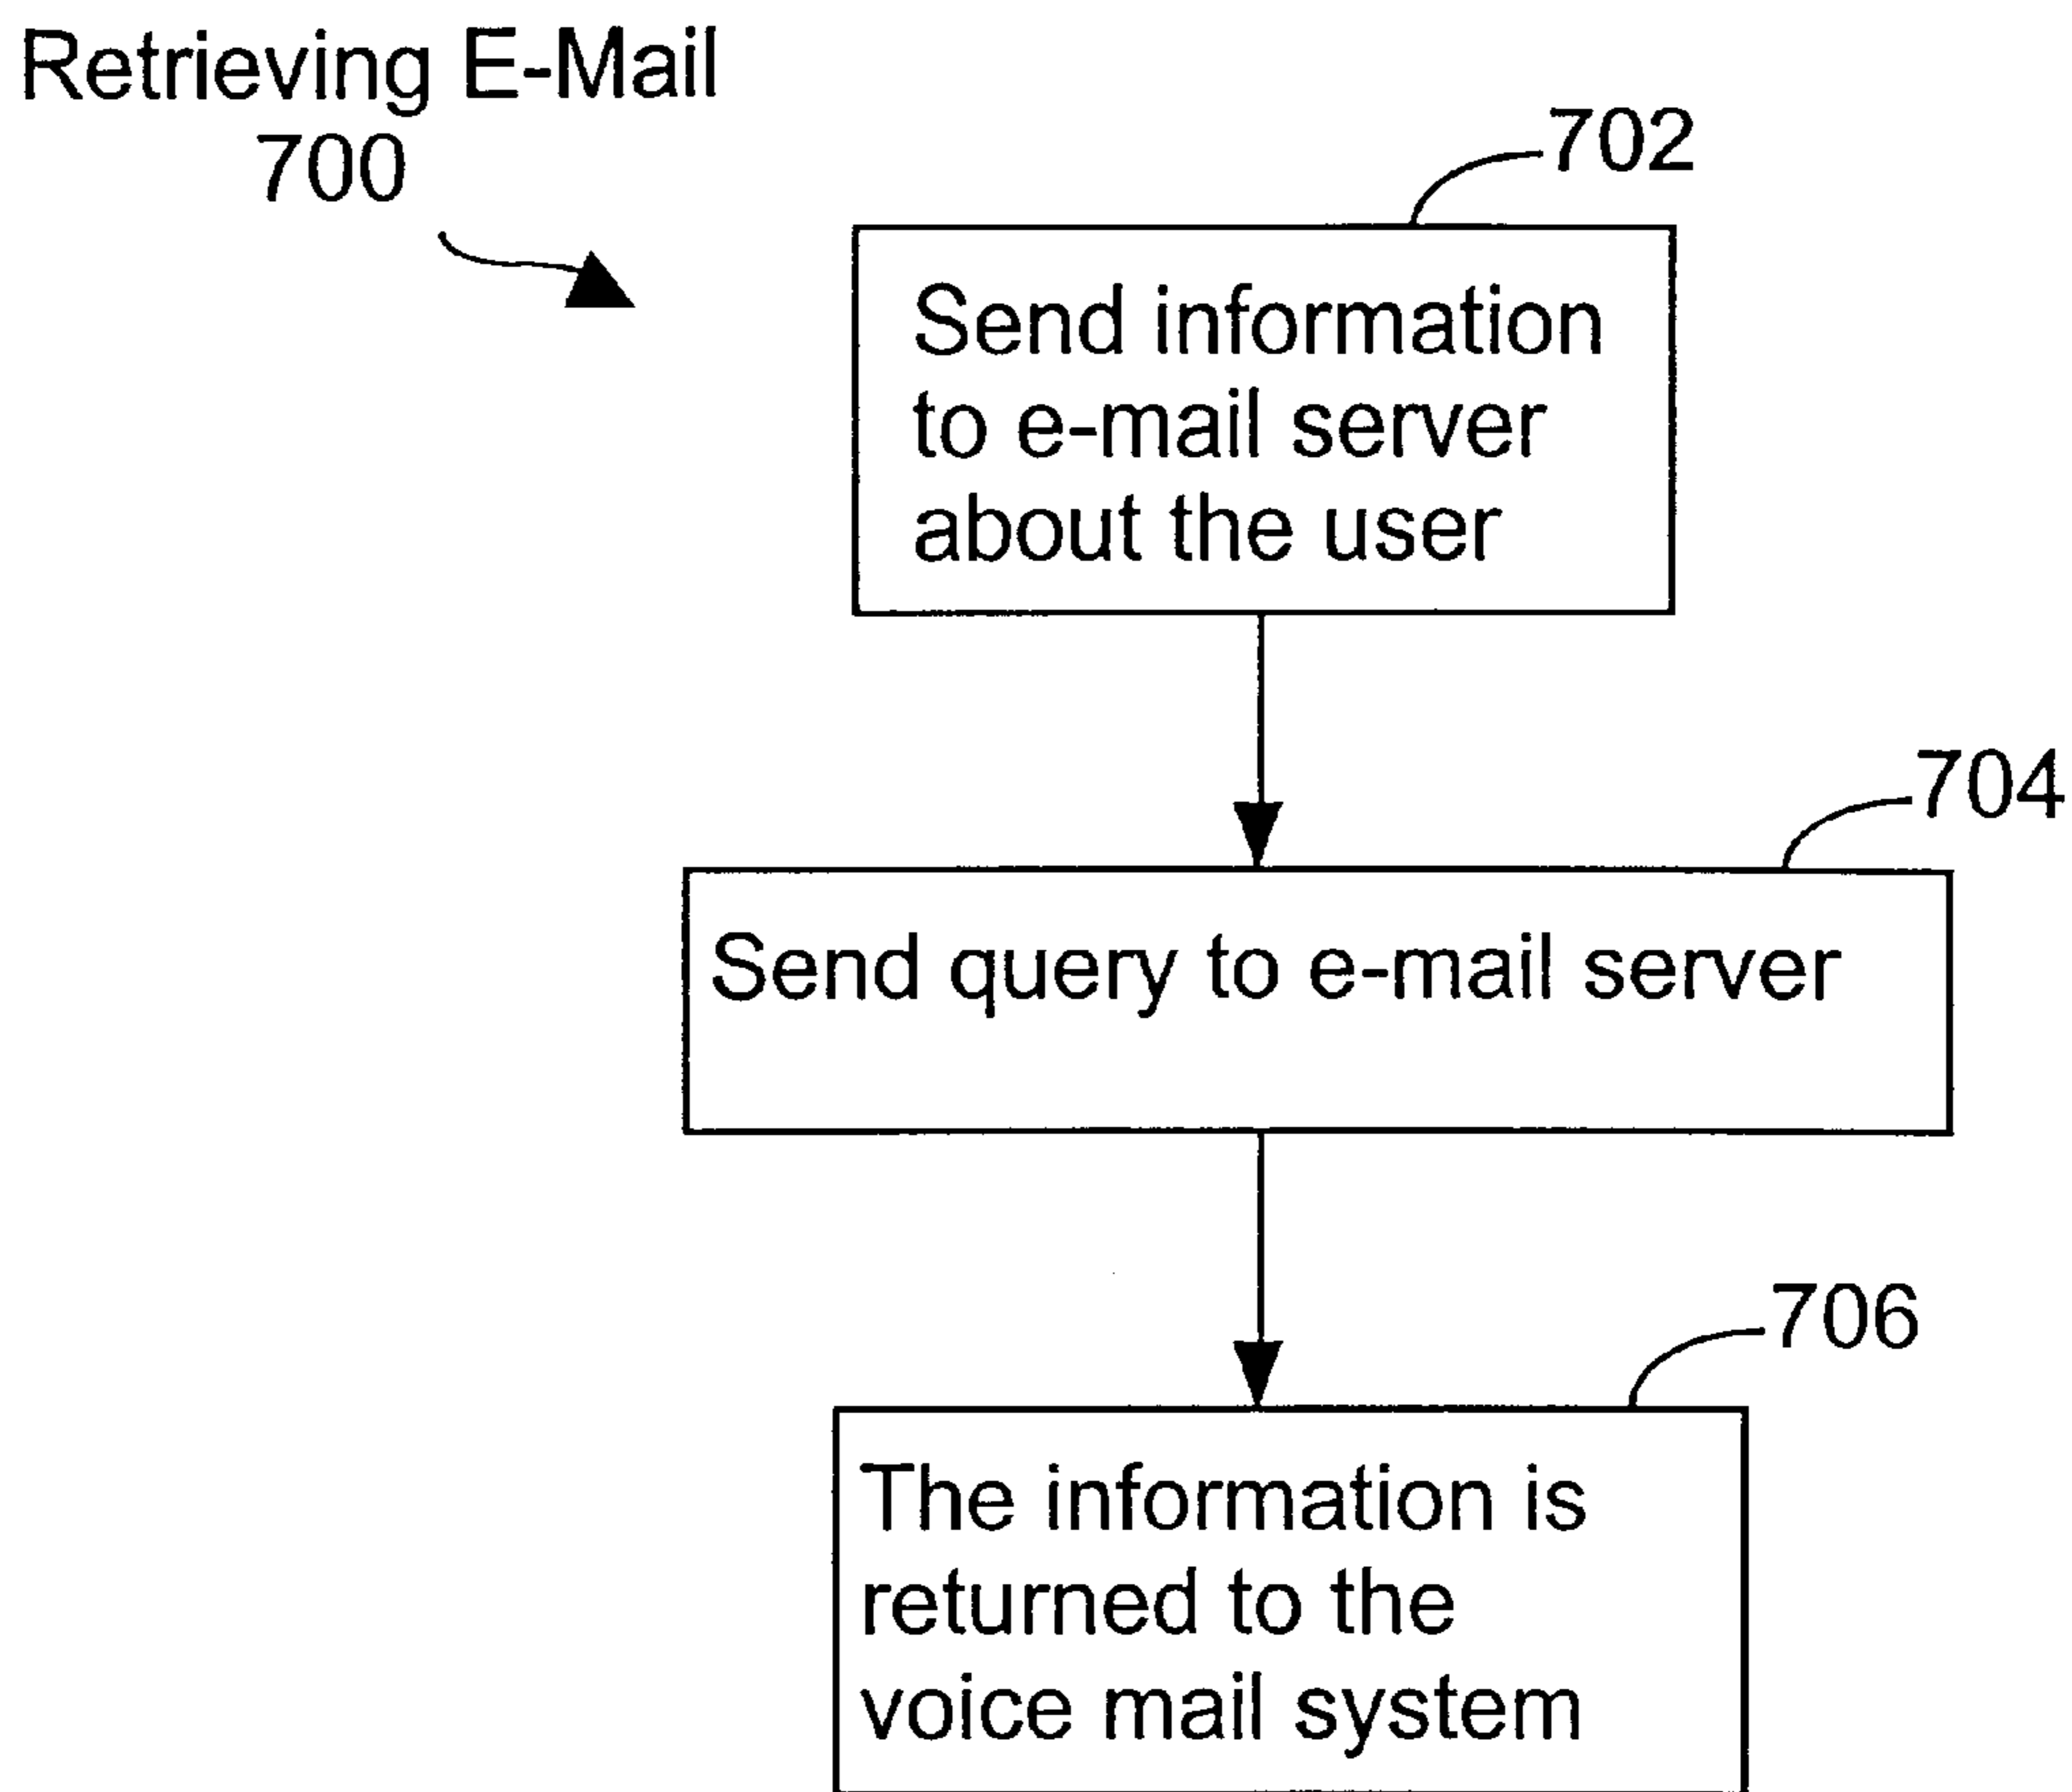 Retrieving E-Mail
700
702
Send information
to e-mail server
about the user
704
Send query to e-mail server
706
The information is
returned to the
voice mail system